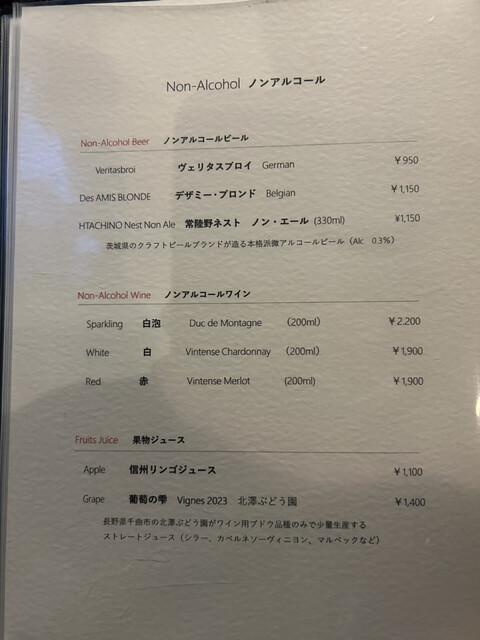 Non-Alcohol ノンアルコール
Non-Alcohol Beer ノンアルコールビール
Veritasbroi ヴェリタスブロイ German ￥950
Des AMIS BLONDE デザミー・ブロンド Belgian ￥1,150
HTACHINO Nest Non Ale 常陸野ネスト ノン・エール (330ml) ¥1,150
茨城県のクラフトビールブランドが造る本格派微アルコールビール（Alc 0.3%）
Non-Alcohol Wine ノンアルコールワイン
Sparkling 白泡 Duc de Montagne （200ml） ￥2.200
White 白 Vintense Chardonnay （200ml） ￥1,900
Red 赤 Vintense Merlot (200ml) ￥1,900
Fruits Juice 果物ジュース
Apple 信州リンゴジュース ￥1,100
Grape 葡萄の雫 Vignes 2023 北澤ぶどう園 ￥1,400
長野県千曲市の北澤ぶどう園がワイン用ブドウ品種のみで少量生産する
ストレートジュース（シラー、カベルネソーヴィニヨン、マルベックなど）